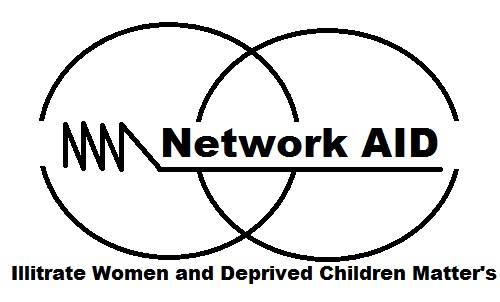 Network AID
Illitrate Women and Deprived Children Matter's